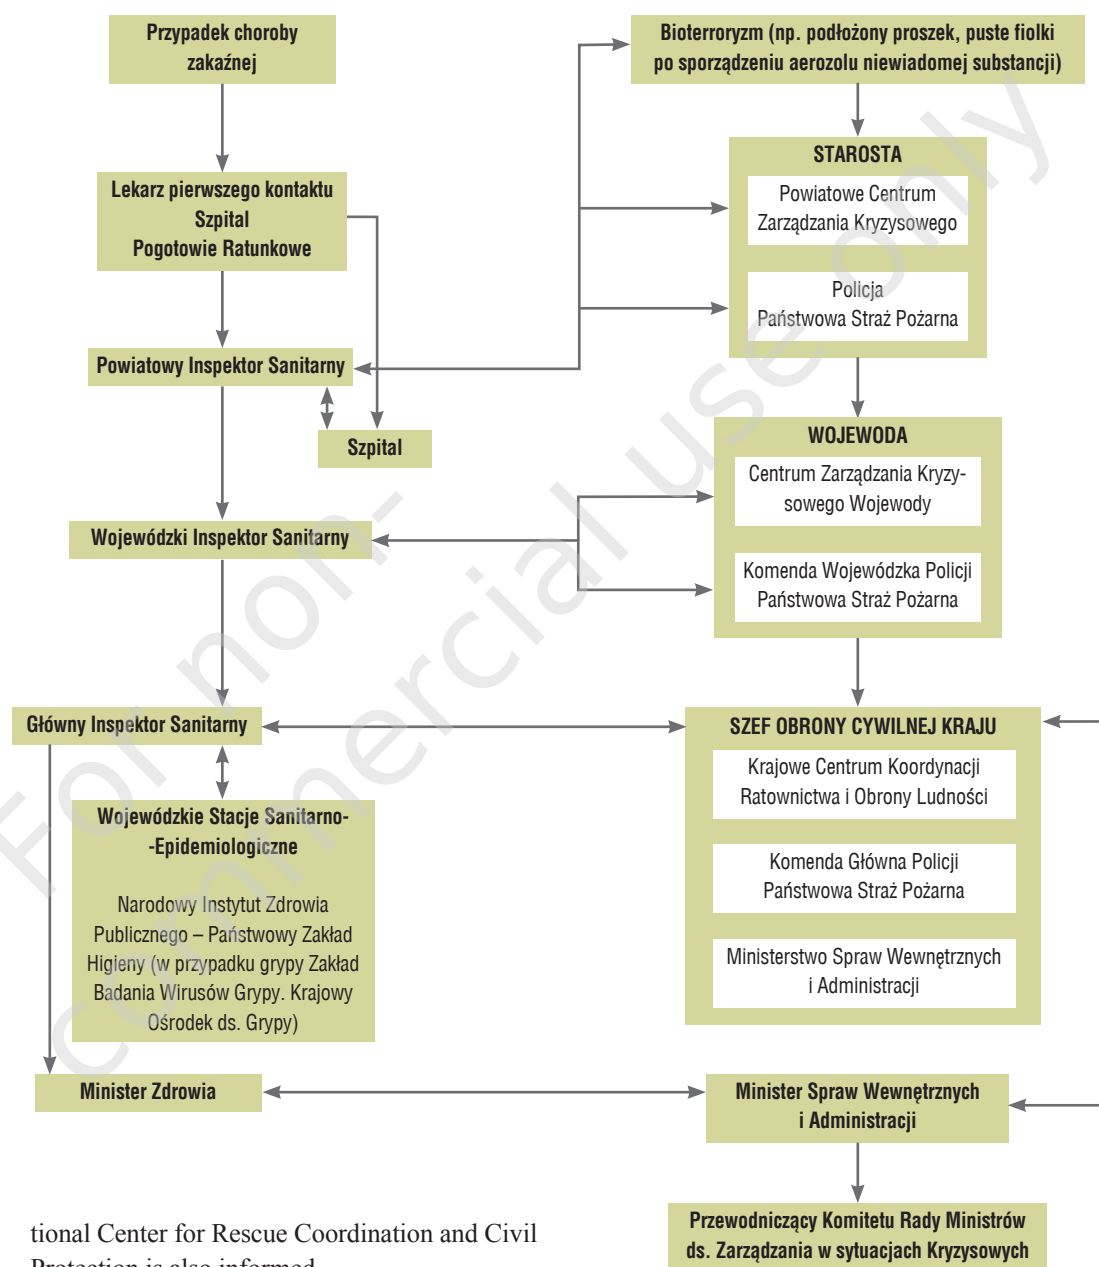 Przypadek choroby
zakaźnej
Bioterroryzm (np. podłożony proszek, puste fiolki
po sporządzeniu aerozolu niewiadomej substancji)
Lekarz pierwszego kontaktu
Szpital
Pogotowie Ratunkowe
STAROSTA
Powiatowe Centrum
Zarządzania Kryzysowego
Policja
Państwowa Straż Pożarna
Powiatowy Inspektor Sanitarny
Szpital
WOJEWODA
Centrum Zarządzania Kryzy-
sowego Wojewody
Komenda Wojewódzka Policji
Państwowa Straż Pożarna
Wojewódzki Inspektor Sanitarny
Główny Inspektor Sanitarny
SZEF OBRONY CYWILNEJ KRAJU
Krajowe Centrum Koordynacji
Ratownictwa i Obrony Ludności
Komenda Główna Policji
Państwowa Straż Pożarna
Ministerstwo Spraw Wewnętrznych
i Administracji
Wojewódzkie Stacje Sanitarno-
-Epidemiologiczne
Narodowy Instytut Zdrowia
Publicznego – Państwowy Zakład
Higieny (w przypadku grypy Zakład
Badania Wirusów Grypy. Krajowy
Ośrodek ds. Grypy)
Minister Zdrowia
Minister Spraw Wewnętrznych
i Administracji
Przewodniczący Komitetu Rady Ministrów
ds. Zarządzania w sytuacjach Kryzysowych
tional Center for Rescue Coordination and Civil
Protection is also informed
For non-
commercial use only